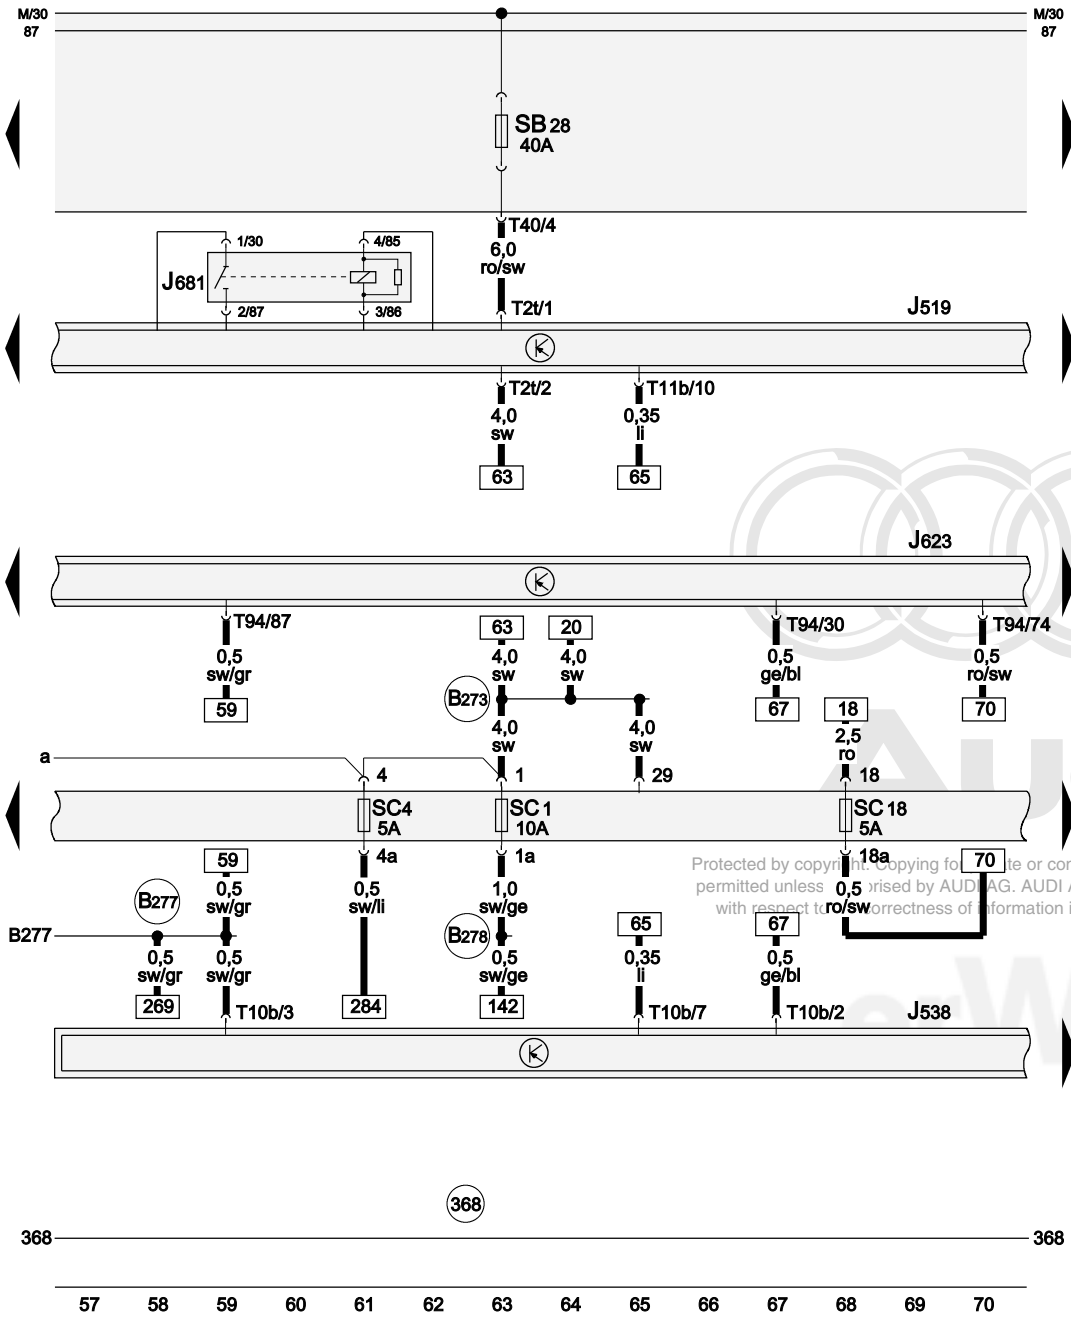 M/30 M/30
87 87
SB 28
40A
T40/4
1/30 4/85
6,0
ro/sw
J681
2/87 3/86 T2t/1 J519
T2t/2 T11b/10
4,0 0,35
sw li
63 65
J623
T94/87 63 20 T94/30 T94/74
0,5 4,0 4,0 0,5 0,5
sw/gr sw sw ge/bl ro/sw
B273
59 67 18 70
4,0 4,0 2,5
sw sw ro
a
4 1 29 18
SC4 SC 1 SC 18
5A 10A 5A
59 4a 1a 18a 70
0,5 0,5 1,0 0,5
sw/gr sw/li sw/ge ro/sw
Protected by copyright. Copying for
permitted unless AUDI AG. AUDI A
with respect to correctness of information i
B277
B277 B278 65 67
0,5 0,5 0,5 0,35 0,5
sw/gr sw/gr sw/ge li ge/bl
269 284 142
T10b/3 T10b/7 T10b/2 J538
368
368 368
57 58 59 60 61 62 63 64 65 66 67 68 69 70